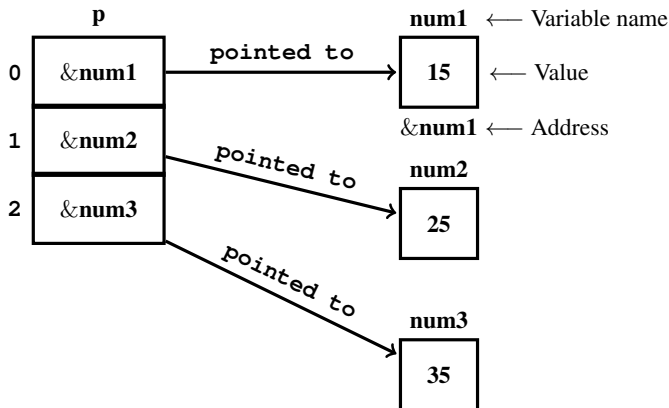 p
num1 ⟵ Variable name
0 &num1 pointed to 15 ⟵ Value
&num1 ⟵ Address
1 &num2 pointed to num2
25
2 &num3 pointed to num3
35